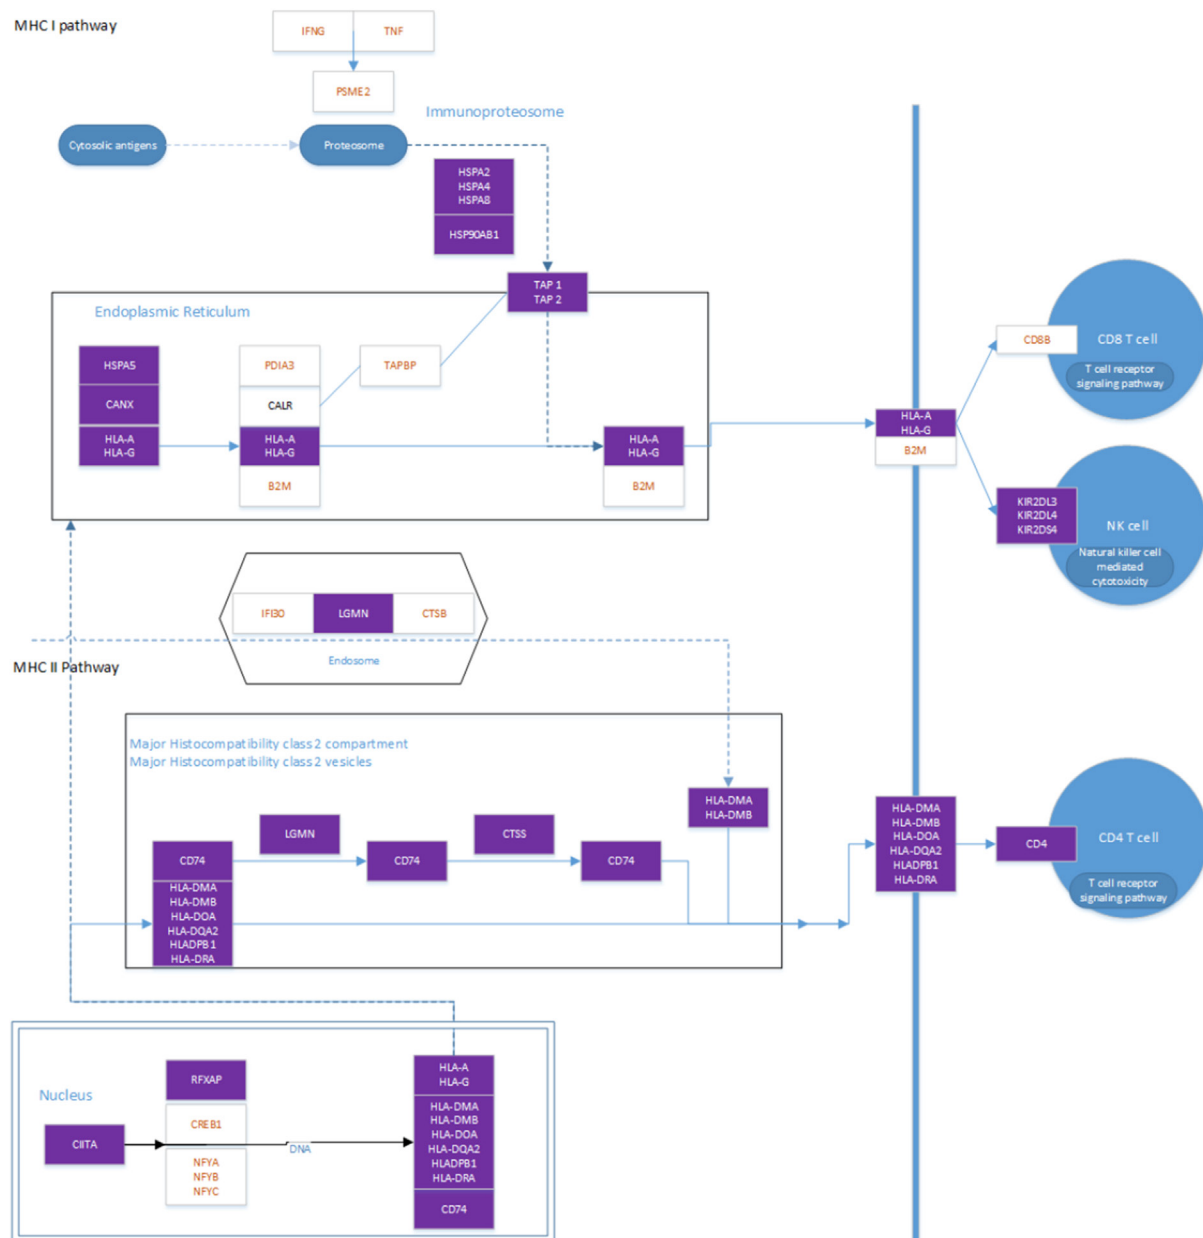 MHC I pathway
IFNG
TNF
PSME2
Immunoproteosome
Cytosolic antigens
Proteosome
HSPA2
HSPA4
HSPA8
HSP90AB1
TAP 1
TAP 2
Endoplasmic Reticulum
HSPA5
CANX
HLA-A
HLA-G
PDIA3
CALR
HLA-A
HLA-G
B2M
TAPBP
HLA-A
HLA-G
B2M
HLA-A
HLA-G
B2M
CD8B
CD8 T cell
T cell receptor
signaling pathway
KIR2DL3
KIR2DL4
KIR2DS4
NK cell
Natural killer cell
mediated
cytotoxicity
IFI30
LGMN
CTSB
Endosome
MHC II Pathway
Major Histocompatibility class 2 compartment
Major Histocompatibility class 2 vesicles
HLA-DMA
HLA-DMB
LGMN
CTSS
CD74
CD74
CD74
HLA-DMA
HLA-DMB
HLA-DOA
HLA-DQA2
HLADPB1
HLA-DRA
HLA-DMA
HLA-DMB
HLA-DOA
HLA-DQA2
HLADPB1
HLA-DRA
CD4
CD4 T cell
T cell receptor
signaling pathway
Nucleus
CIITA
RFXAP
CREB1
NFYA
NFYB
NFYC
DNA
HLA-A
HLA-G
HLA-DMA
HLA-DMB
HLA-DOA
HLA-DQA2
HLADPB1
HLA-DRA
CD74